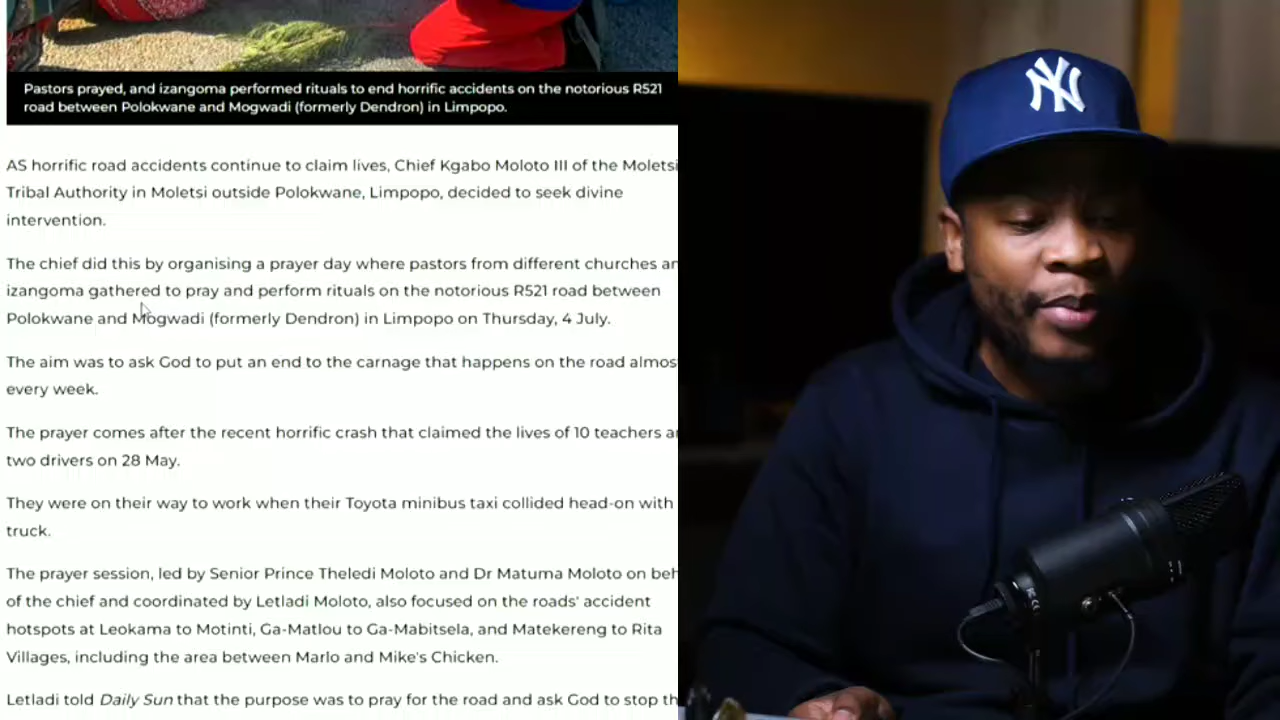 Pastors prayed, and izangoma performed rituals to end horrific accidents on the notorious R521
road between Polokwane and Mogwadi (formerly Dendron) in Limpopo.
AS horrific road accidents continue to claim lives, Chief Kgabo Moloto III of the Moletsi
Tribal Authority in Moletsi outside Polokwane, Limpopo, decided to seek divine
intervention.
The chief did this by organising a prayer day where pastors from different churches an
izangoma gathered to pray and perform rituals on the notorious R521 road between
Polokwane and Mogwadi (formerly Dendron) in Limpopo on Thursday, 4 July.
The aim was to ask God to put an end to the carnage that happens on the road almos
every week.
The prayer comes after the recent horrific crash that claimed the lives of 10 teachers a
two drivers on 28 May.
They were on their way to work when their Toyota minibus taxi collided head-on with
truck.
The prayer session, led by Senior Prince Theledi Moloto and Dr Matuma Moloto on beh
of the chief and coordinated by Letladi Moloto, also focused on the roads' accident
hotspots at Leokama to Motinti, Ga-Matlou to Ga-Mabitsela, and Matekereng to Rita
Villages, including the area between Marlo and Mike's Chicken.
Letladi told Daily Sun that the purpose was to pray for the road and ask God to stop th
NY